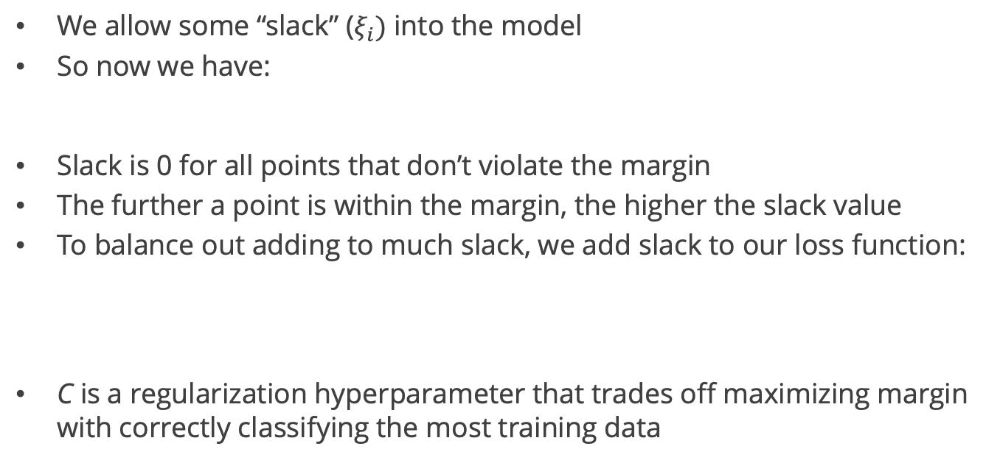 • We allow some “slack” (ξᵢ) into the model
• So now we have:
• Slack is 0 for all points that don’t violate the margin
• The further a point is within the margin, the higher the slack value
• To balance out adding to much slack, we add slack to our loss function:
• C is a regularization hyperparameter that trades off maximizing margin
with correctly classifying the most training data